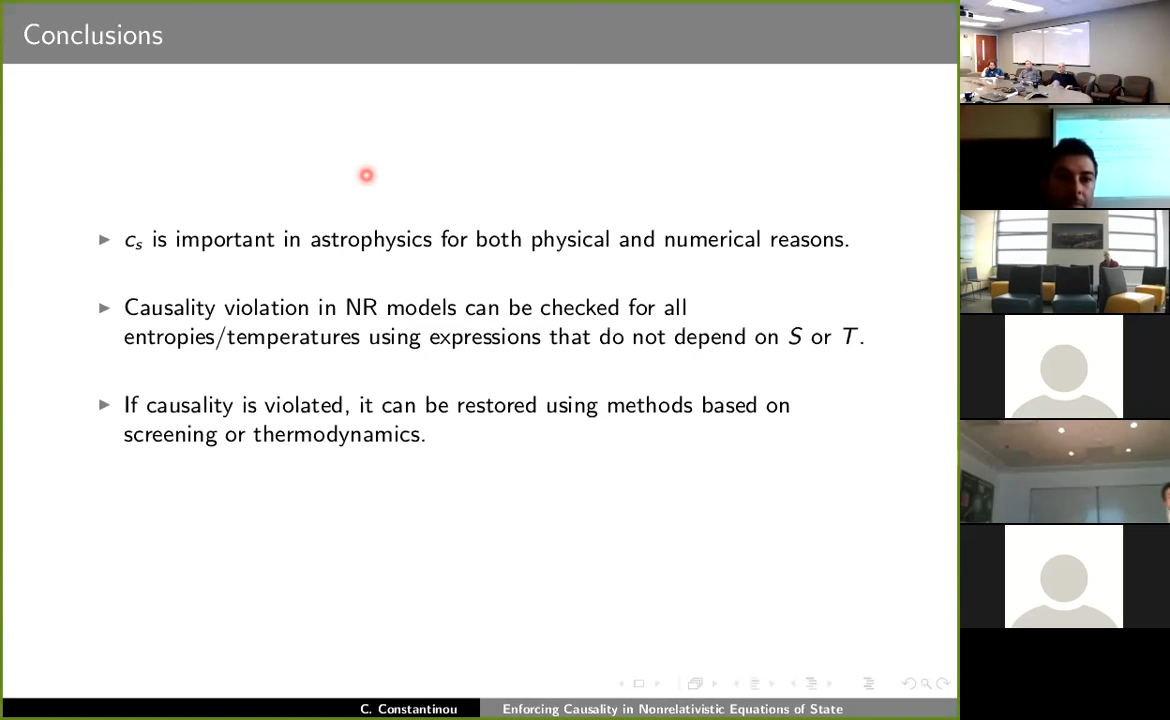 Conclusions
▶ cₛ is important in astrophysics for both physical and numerical reasons.
▶ Causality violation in NR models can be checked for all
entropies/temperatures using expressions that do not depend on S or T.
▶ If causality is violated, it can be restored using methods based on
screening or thermodynamics.
C. Constantinou
Enforcing Causality in Nonrelativistic Equations of State